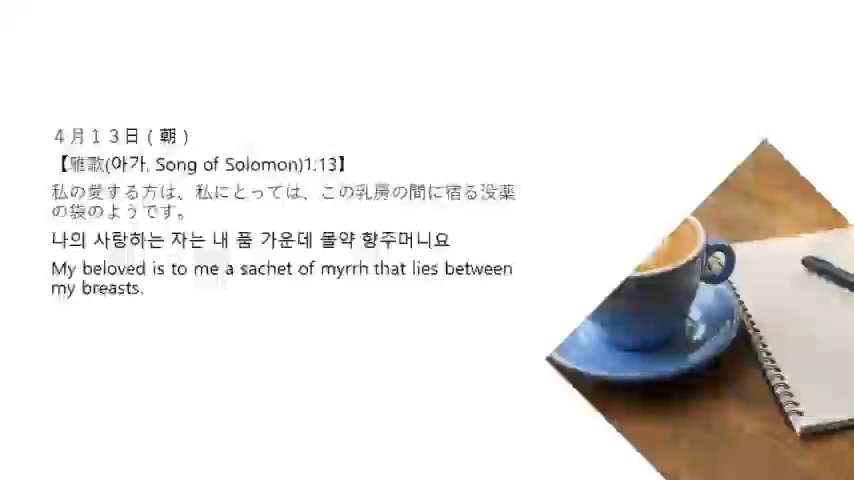 4月13日(朝)
【雅歌(아가, Song of Solomon)1:13】
私の愛する方は、私にとっては、この乳房の間に宿る没薬
の袋のようです。
나의 사랑하는 자는 내 품 가운데 몰약 향주머니요
My beloved is to me a sachet of myrrh that lies between
my breasts.